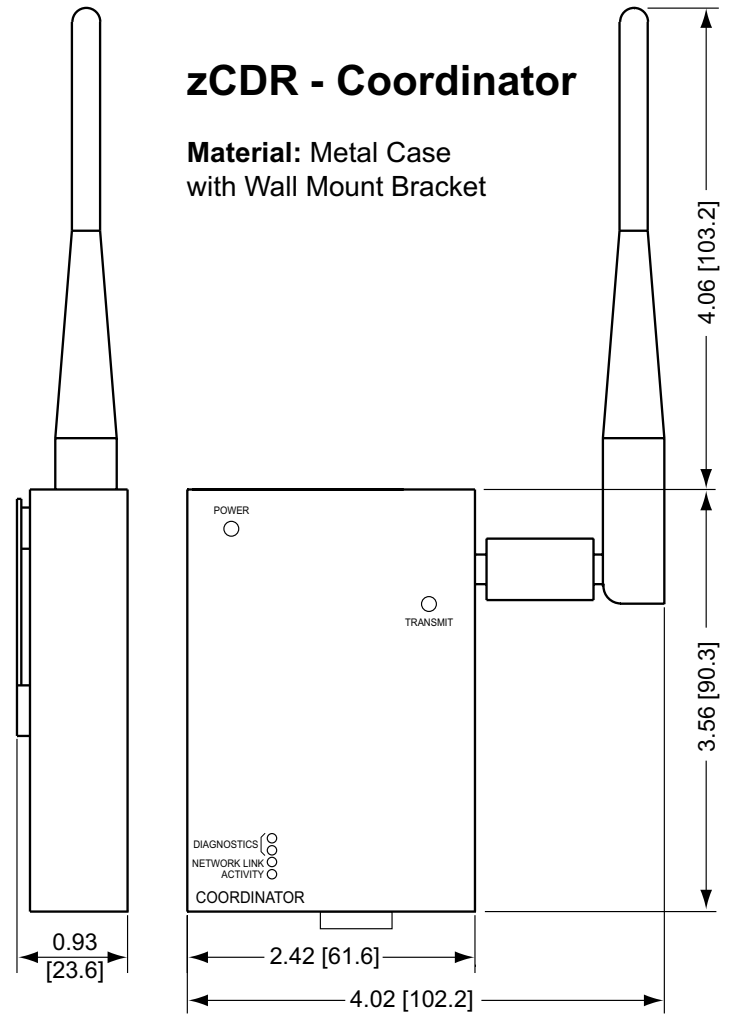 zCDR - Coordinator
Material: Metal Case
with Wall Mount Bracket
4.06 [103.2]
POWER
TRANSMIT
3.56 [90.3]
DIAGNOSTICS
NETWORK LINK
ACTIVITY
COORDINATOR
0.93
[23.6]
2.42 [61.6]
4.02 [102.2]